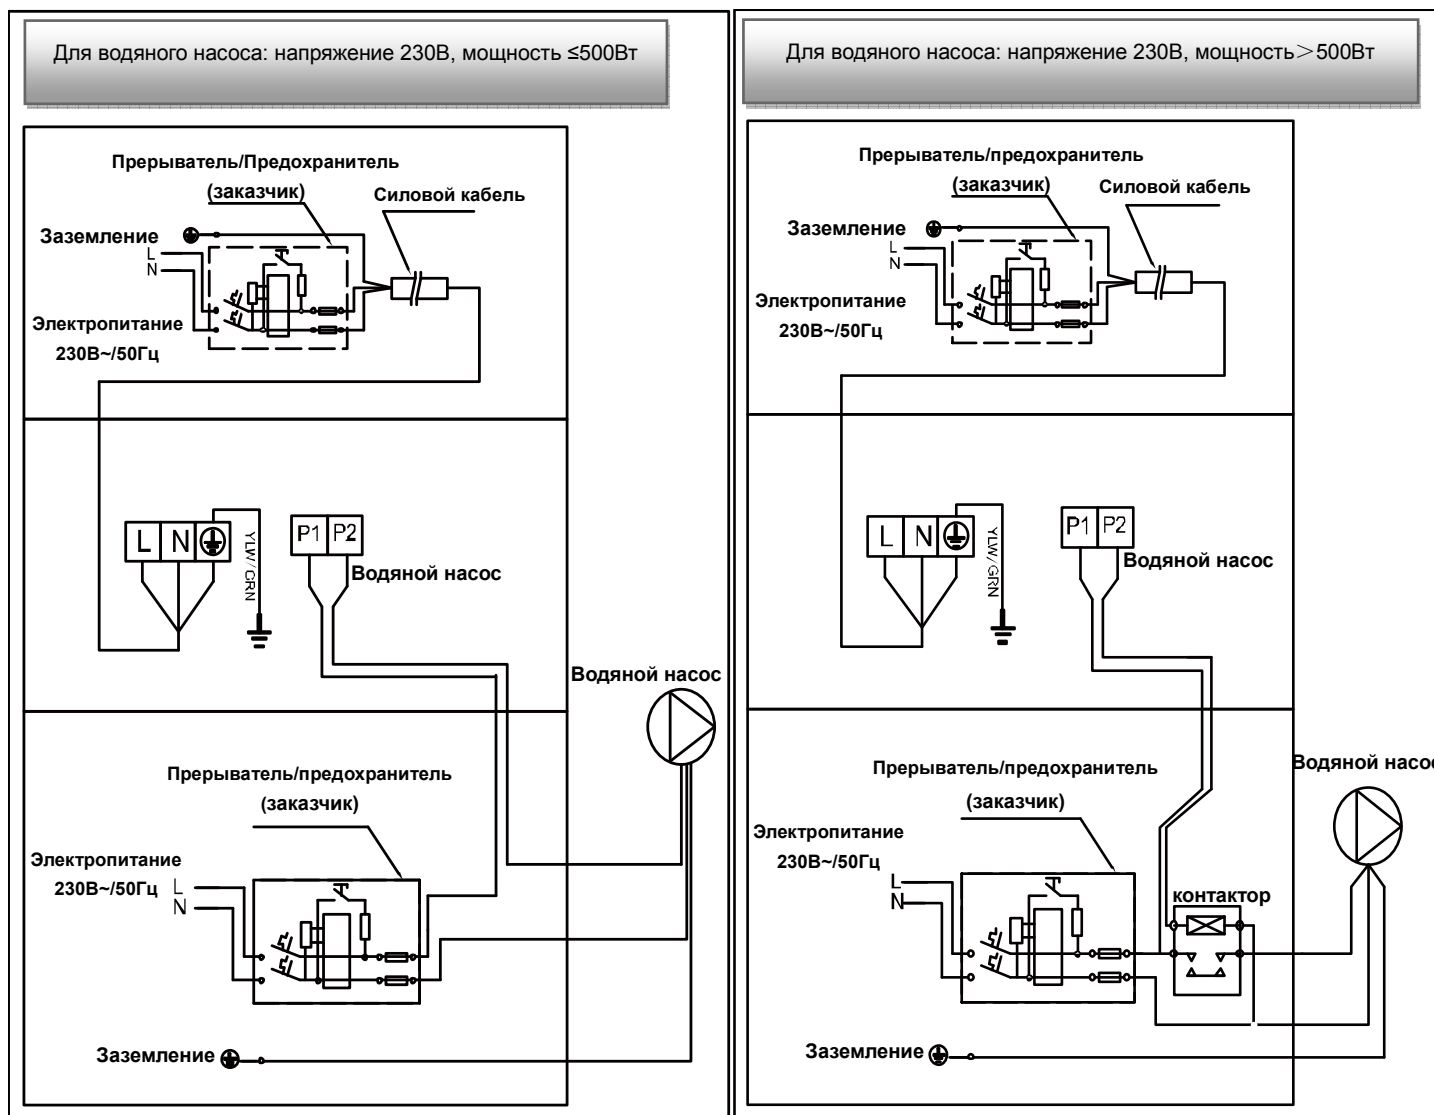 Для водяного насоса: напряжение 230В, мощность ≤500Вт
Прерыватель/Предохранитель
(заказчик)
Силовой кабель
Заземление
L
N
Электропитание
230В~/50Гц
L N
YLW/CRN
P1 P2
Водяной насос
Водяной насос
Прерыватель/предохранитель
(заказчик)
Электропитание
230В~/50Гц
L
N
Заземление
Для водяного насоса: напряжение 230В, мощность＞500Вт
Прерыватель/предохранитель
(заказчик)
Силовой кабель
Заземление
L
N
Электропитание
230В~/50Гц
L N
YLW/GRN
P1 P2
Водяной насос
Водяной насос
Прерыватель/предохранитель
(заказчик)
Электропитание
230В~/50Гц
L
N
контактор
Заземление